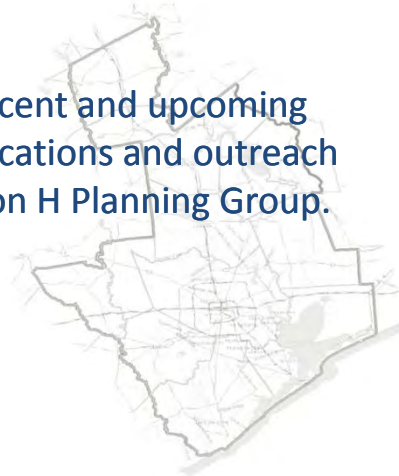 cent and upcoming
cations and outreach
on H Planning Group.